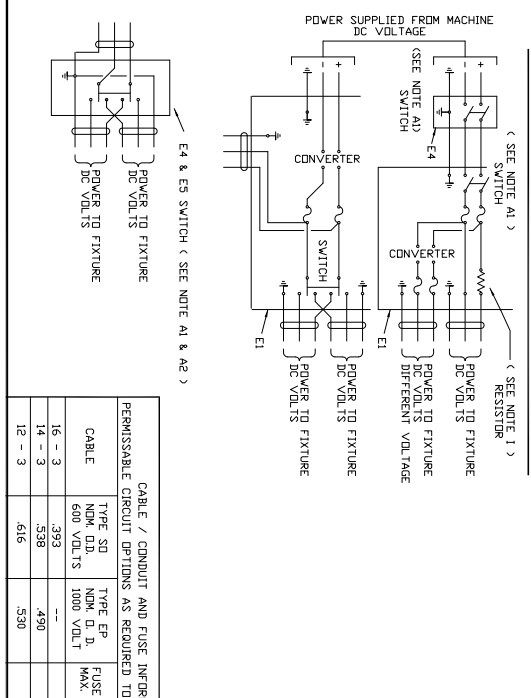 POWER SUPPLIED FROM MACHINE
DC VOLTAGE
- +
- +
(SEE NOTE A1)
SWITCH
E4
( SEE NOTE A1 )
SWITCH
CONVERTER
CONVERTER
SWITCH
E1
E1
( SEE NOTE I )
RESISTOR
POWER TO FIXTURE
DC VOLTS
POWER TO FIXTURE
DC VOLTS
E4 & E5 SWITCH ( SEE NOTE A1 & A2 )
POWER TO FIXTURE
DC VOLTS
POWER TO FIXTURE
DC VOLTS
POWER TO FIXTURE
DC VOLTS
DIFFERENT VOLTAGE
POWER TO FIXTURE
DC VOLTS
CABLE / CONDUIT AND FUSE INFOR
PERMISSABLE CIRCUIT OPTIONS AS REQUIRED TO
CABLE
TYPE SO
NOM. O.D.
600 VOLTS
TYPE EP
NOM. O. D.
1000 VOLT
FUSE
MAX.
16 - 3 .393 --
14 - 3 .538 .490
12 - 3 .616 .530